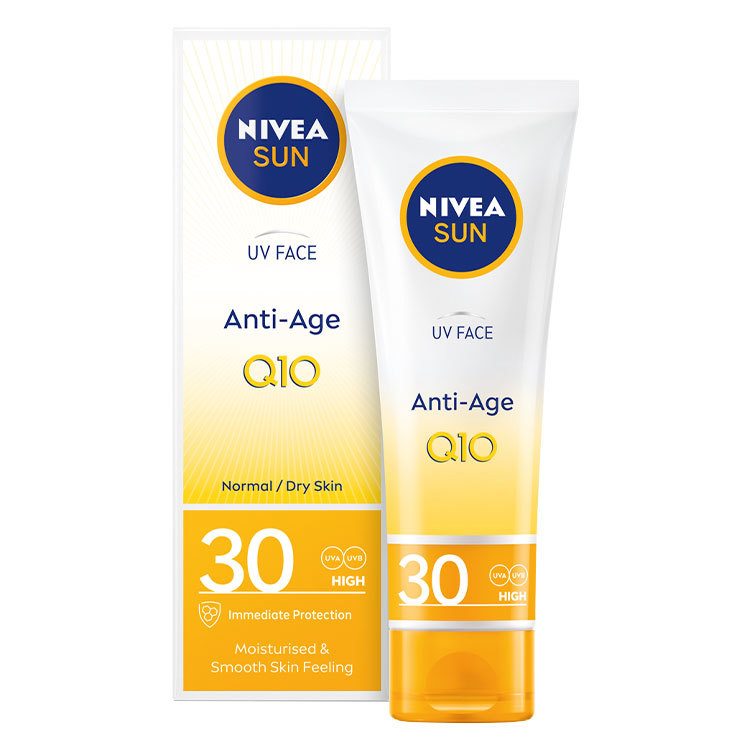 NIVEA
SUN
UV FACE
Anti-Age
Q10
Normal / Dry Skin
30
UVA UVB
HIGH
Immediate Protection
Moisturised &
Smooth Skin Feeling
NIVEA
SUN
UV FACE
Anti-Age
Q10
30
UVA UVB
HIGH